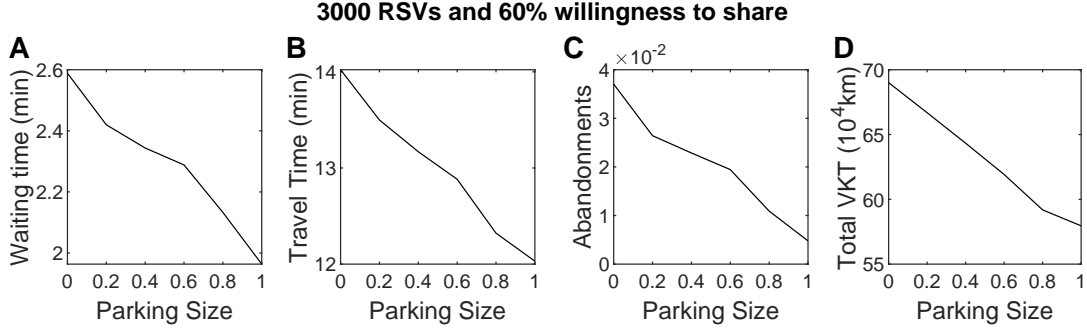 3000 RSVs and 60% willingness to share
A
Waiting time (min)
2.6
2.4
2.2
2
0 0.2 0.4 0.6 0.8 1
Parking Size
B
Travel Time (min)
14
13
12
0 0.2 0.4 0.6 0.8 1
Parking Size
C
×10⁻²
Abandonments
4
3
2
1
0
0 0.2 0.4 0.6 0.8 1
Parking Size
D
Total VKT (10⁴km)
70
65
60
55
0 0.2 0.4 0.6 0.8 1
Parking Size